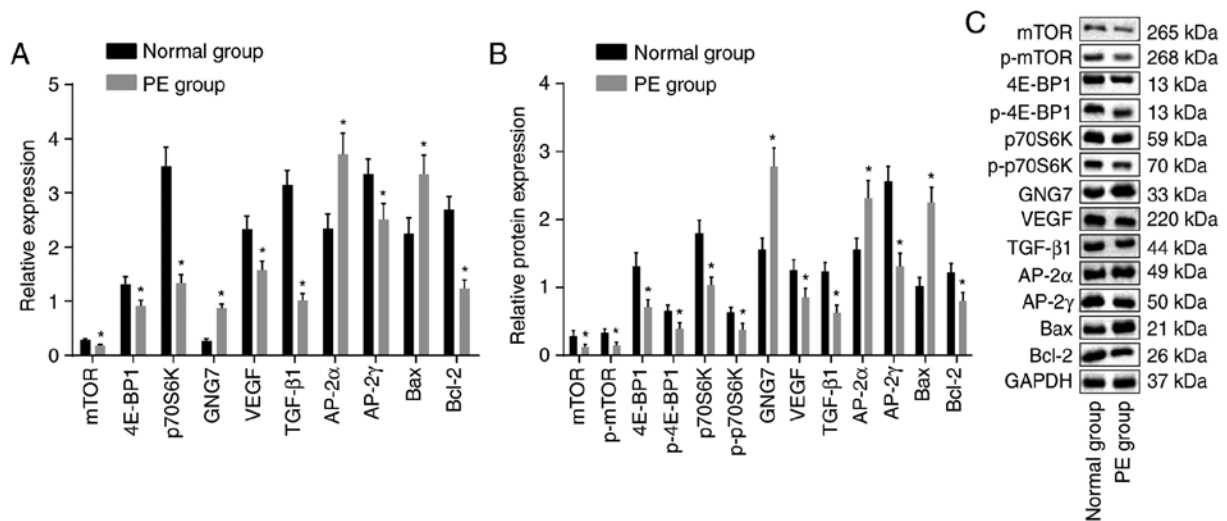 A
Normal group
PE group
Relative expression
5
4
3
2
1
0
*
*
*
*
*
*
*
*
*
*
mTOR
4E-BP1
p70S6K
GNG7
VEGF
TGF-β1
AP-2α
AP-2γ
Bax
Bcl-2
B
Normal group
PE group
Relative protein expression
4
3
2
1
0
*
*
*
*
*
*
*
*
*
*
*
*
*
mTOR
p-mTOR
4E-BP1
p-4E-BP1
p70S6K
p-p70S6K
GNG7
VEGF
TGF-β1
AP-2α
AP-2γ
Bax
Bcl-2
C
mTOR 265 kDa
p-mTOR 268 kDa
4E-BP1 13 kDa
p-4E-BP1 13 kDa
p70S6K 59 kDa
p-p70S6K 70 kDa
GNG7 33 kDa
VEGF 220 kDa
TGF-β1 44 kDa
AP-2α 49 kDa
AP-2γ 50 kDa
Bax 21 kDa
Bcl-2 26 kDa
GAPDH 37 kDa
Normal group
PE group